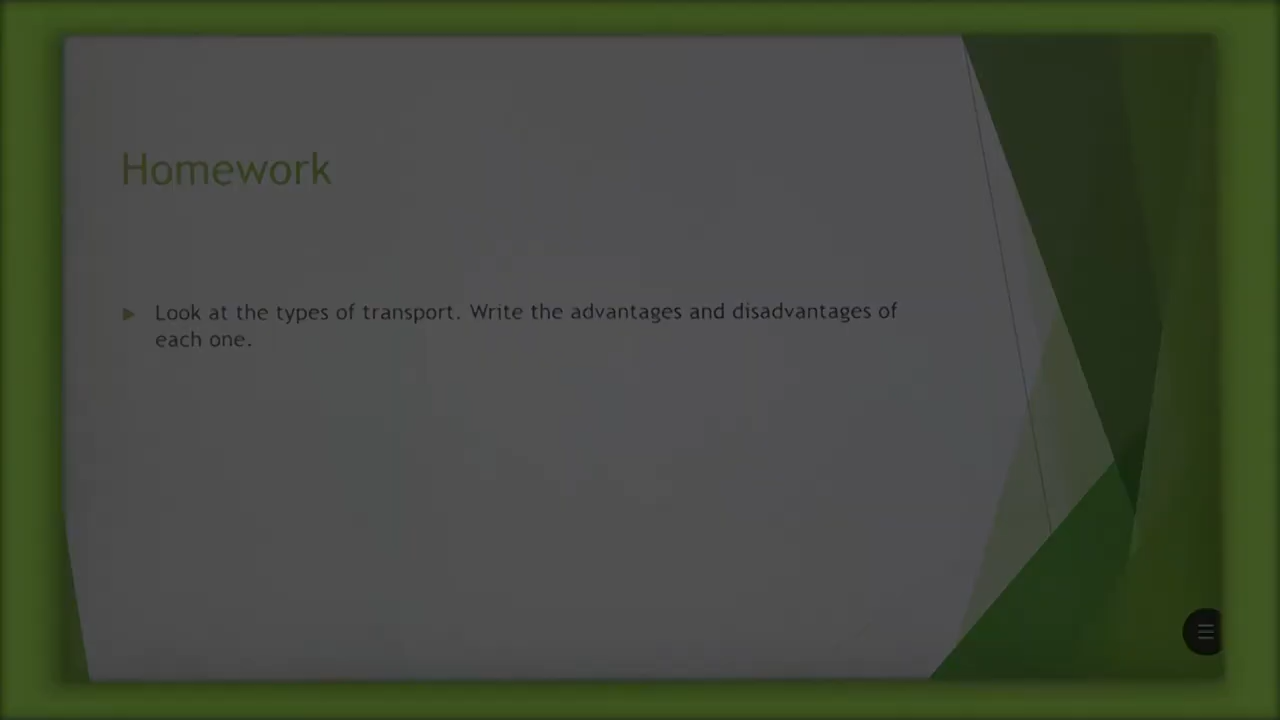 Homework
Look at the types of transport. Write the advantages and disadvantages of
each one.